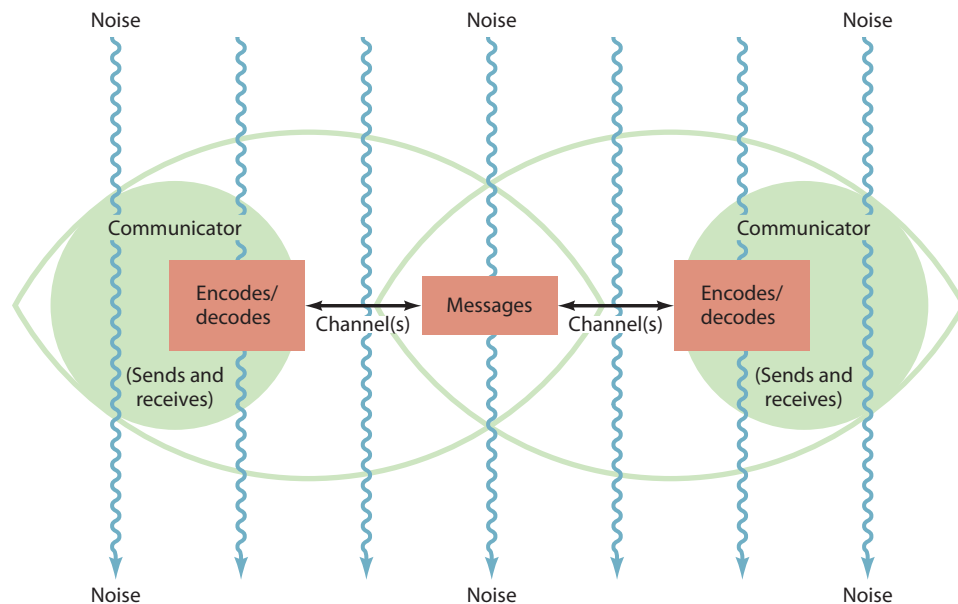 Noise
Noise
Noise
Communicator
Communicator
Encodes/
decodes
Messages
Encodes/
decodes
Channel(s)
Channel(s)
(Sends and
receives)
(Sends and
receives)
Noise
Noise
Noise